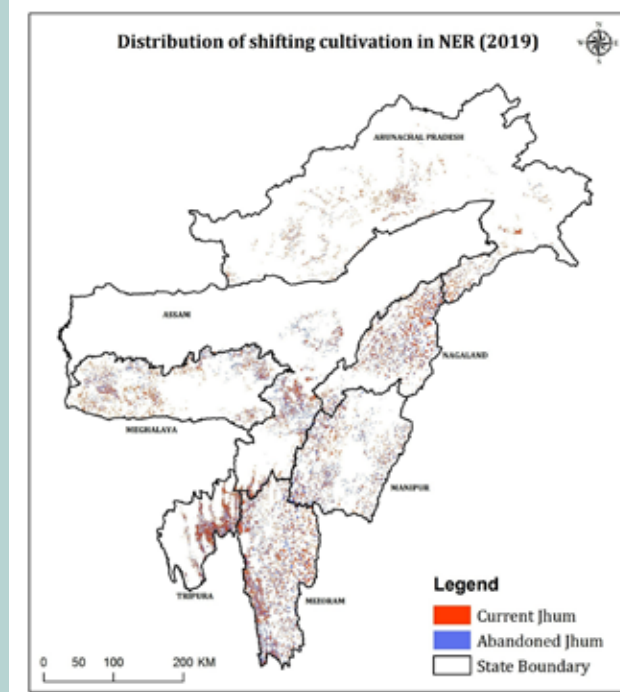 Distribution of shifting cultivation in NER (2019)
N
W
E
S
ARUNACHAL PRADESH
ASSAM
NAGALAND
MEGHALAYA
MANIPUR
TRIPURA
MIZORAM
Legend
Current Jhum
Abandoned Jhum
State Boundary
0 50 100 200 KM